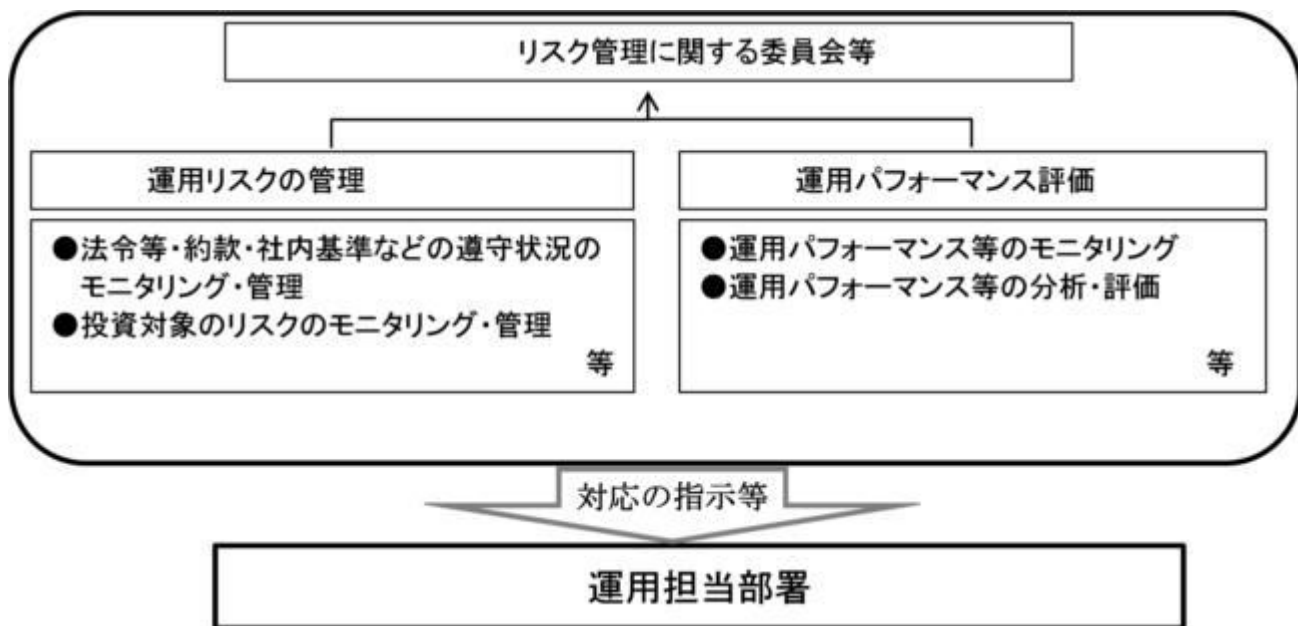 リスク管理に関する委員会等
運用リスクの管理
●法令等・約款・社内基準などの遵守状況の
モニタリング・管理
●投資対象のリスクのモニタリング・管理
等
運用パフォーマンス評価
●運用パフォーマンス等のモニタリング
●運用パフォーマンス等の分析・評価
等
対応の指示等
運用担当部署